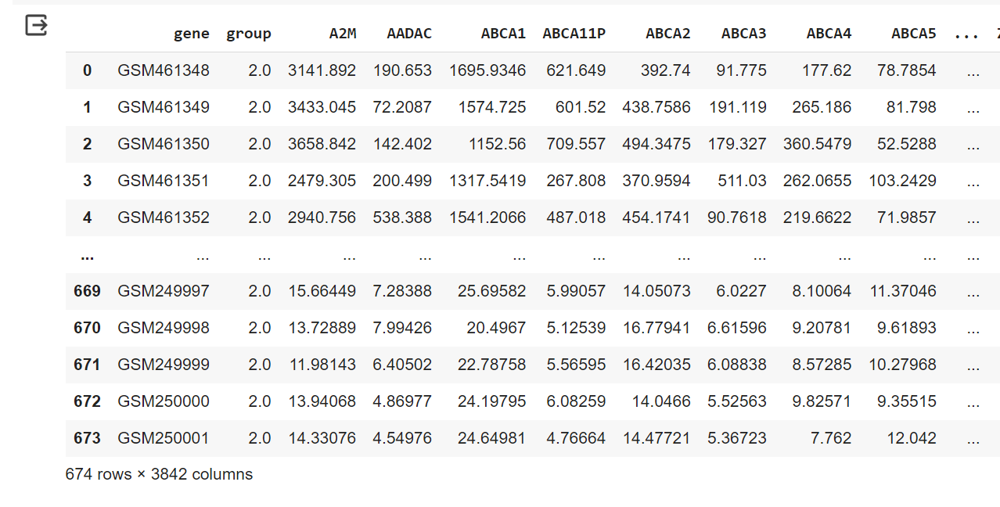 gene group A2M AADAC ABCA1 ABCA11P ABCA2 ABCA3 ABCA4 ABCA5 ...
0 GSM461348 2.0 3141.892 190.653 1695.9346 621.649 392.74 91.775 177.62 78.7854 ...
1 GSM461349 2.0 3433.045 72.2087 1574.725 601.52 438.7586 191.119 265.186 81.798 ...
2 GSM461350 2.0 3658.842 142.402 1152.56 709.557 494.3475 179.327 360.5479 52.5288 ...
3 GSM461351 2.0 2479.305 200.499 1317.5419 267.808 370.9594 511.03 262.0655 103.2429 ...
4 GSM461352 2.0 2940.756 538.388 1541.2066 487.018 454.1741 90.7618 219.6622 71.9857 ...
... ... ... ... ... ... ... ... ... ... ... ...
669 GSM249997 2.0 15.66449 7.28388 25.69582 5.99057 14.05073 6.0227 8.10064 11.37046 ...
670 GSM249998 2.0 13.72889 7.99426 20.4967 5.12539 16.77941 6.61596 9.20781 9.61893 ...
671 GSM249999 2.0 11.98143 6.40502 22.78758 5.56595 16.42035 6.08838 8.57285 10.27968 ...
672 GSM250000 2.0 13.94068 4.86977 24.19795 6.08259 14.0466 5.52563 9.82571 9.35515 ...
673 GSM250001 2.0 14.33076 4.54976 24.64981 4.76664 14.47721 5.36723 7.762 12.042 ...
674 rows × 3842 columns